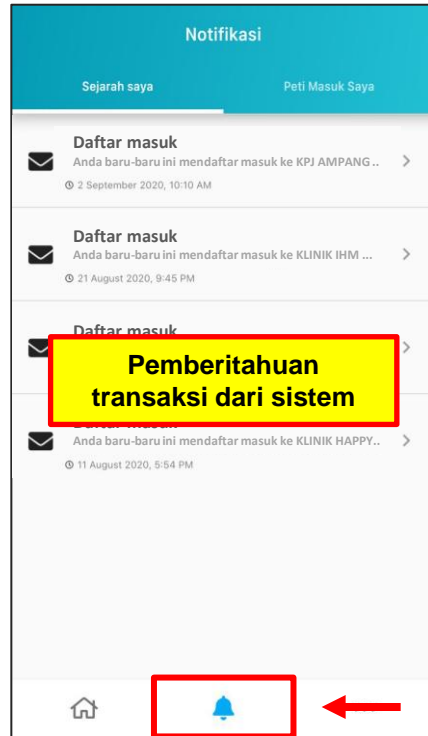 Notifikasi
Sejarah saya
Peti Masuk Saya
Daftar masuk
Anda baru-baru ini mendaftar masuk ke KPJ AMPANG..
2 September 2020, 10:10 AM
Daftar masuk
Anda baru-baru ini mendaftar masuk ke KLINIK IHM ...
21 August 2020, 9:45 PM
Daftar masuk
Pemberitahuan
transaksi dari sistem
Anda baru-baru ini mendaftar masuk ke KLINIK HAPPY..
11 August 2020, 5:54 PM